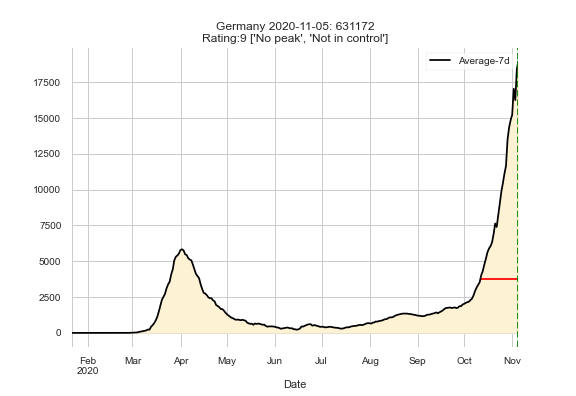 Germany 2020-11-05: 631172
Rating:9 ['No peak', 'Not in control']
Average-7d
17500
15000
12500
10000
7500
5000
2500
0
Feb Mar Apr May Jun Jul Aug Sep Oct Nov
2020
Date